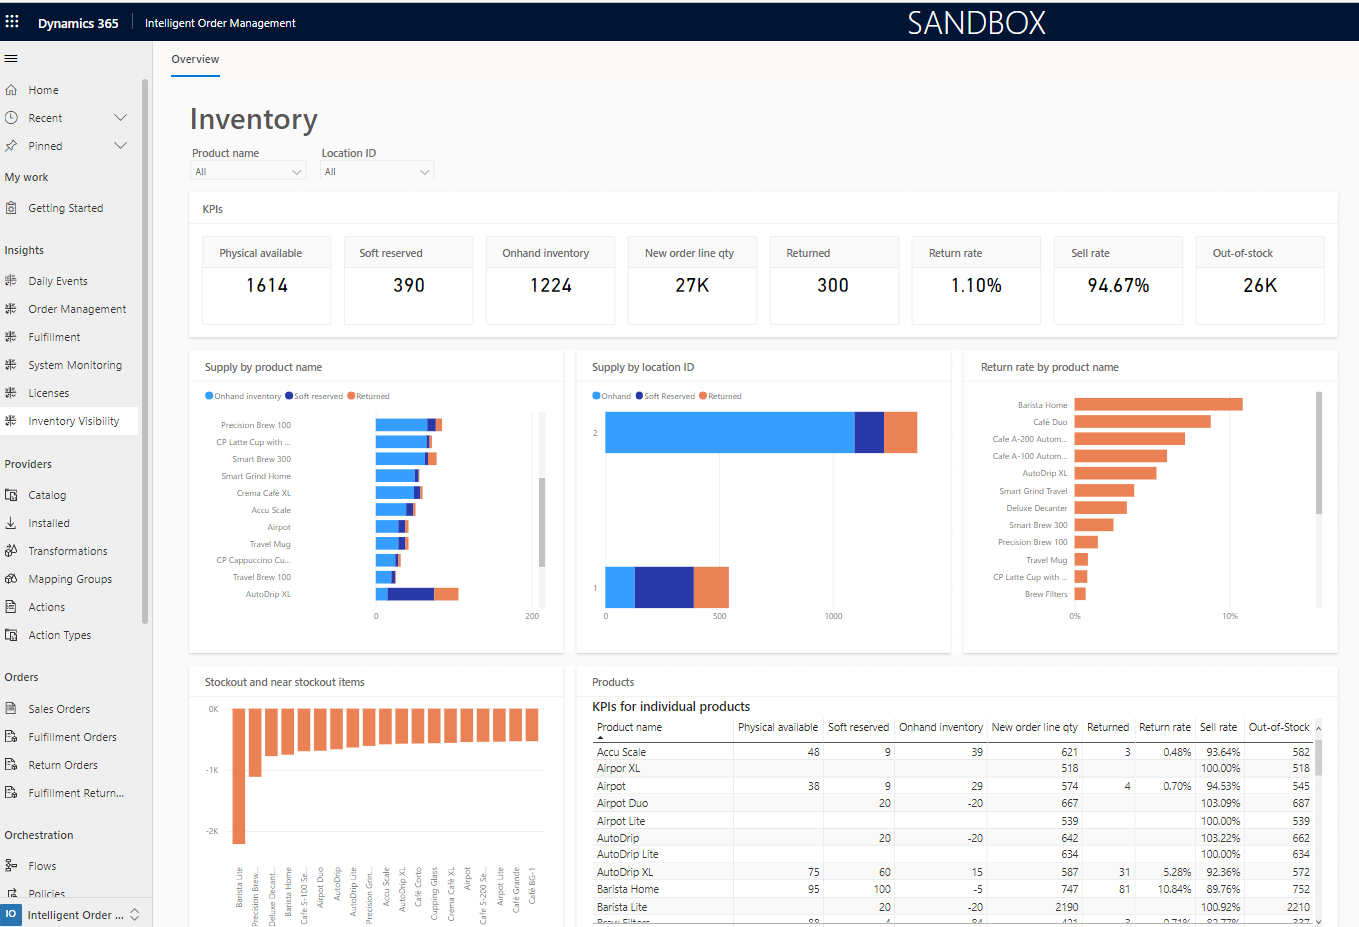 Dynamics 365 Intelligent Order Management SANDBOX
Overview
Home
Recent
Pinned
My work
Getting Started
Insights
Daily Events
Order Management
Fulfillment
System Monitoring
Licenses
Inventory Visibility
Providers
Catalog
Installed
Transformations
Mapping Groups
Actions
Action Types
Orders
Sales Orders
Fulfillment Orders
Return Orders
Fulfillment Return...
Orchestration
Flows
Policies
IO Intelligent Order ...
Inventory
Product name Location ID
All All
KPIs
Physical available Soft reserved Onhand inventory New order line qty Returned Return rate Sell rate Out-of-stock
1614 390 1224 27K 300 1.10% 94.67% 26K
Supply by product name
Onhand inventory Soft reserved Returned
Precision Brew 100
CP Latte Cup with ...
Smart Brew 300
Smart Grind Home
Crema Café XL
Accu Scale
Airpot
Travel Mug
CP Cappuccino Cu...
Travel Brew 100
AutoDrip XL
0 200
Supply by location ID
Onhand Soft Reserved Returned
2
1
0 500 1000
Return rate by product name
Barista Home
Café Duo
Cafe A-200 Autom...
Cafe A-100 Autom...
AutoDrip XL
Smart Grind Travel
Deluxe Decanter
Smart Brew 300
Precision Brew 100
Travel Mug
CP Latte Cup with ...
Brew Filters
0% 10%
Stockout and near stockout items
0K
-1K
-2K
Barista Lite
Precision Brew...
Deluxe Decant...
Barista Home
Cafe S-100 Se...
Airpot Duo
AutoDrip
AutoDrip Lite
Precision Grin...
Accu Scale
AutoDrip XL
Café Corto
Cupping Glass
Crema Café XL
Airpot
Cafe S-200 Se...
Airpot Lite
Café Grande
Café BG-1
Products
KPIs for individual products
Product name Physical available Soft reserved Onhand inventory New order line qty Returned Return rate Sell rate Out-of-Stock
Accu Scale 48 9 39 621 3 0.48% 93.64% 582
Airpor XL 518 100.00% 518
Airpot 38 9 29 574 4 0.70% 94.53% 545
Airpot Duo 20 -20 667 103.09% 687
Airpot Lite 539 100.00% 539
AutoDrip 20 -20 642 103.22% 662
AutoDrip Lite 634 100.00% 634
AutoDrip XL 75 60 15 587 31 5.28% 92.36% 572
Barista Home 95 100 -5 747 81 10.84% 89.76% 752
Barista Lite 20 -20 2190 100.92% 2210
Brew Filters 88 4 84 421 3 0.71% 82.77% 337